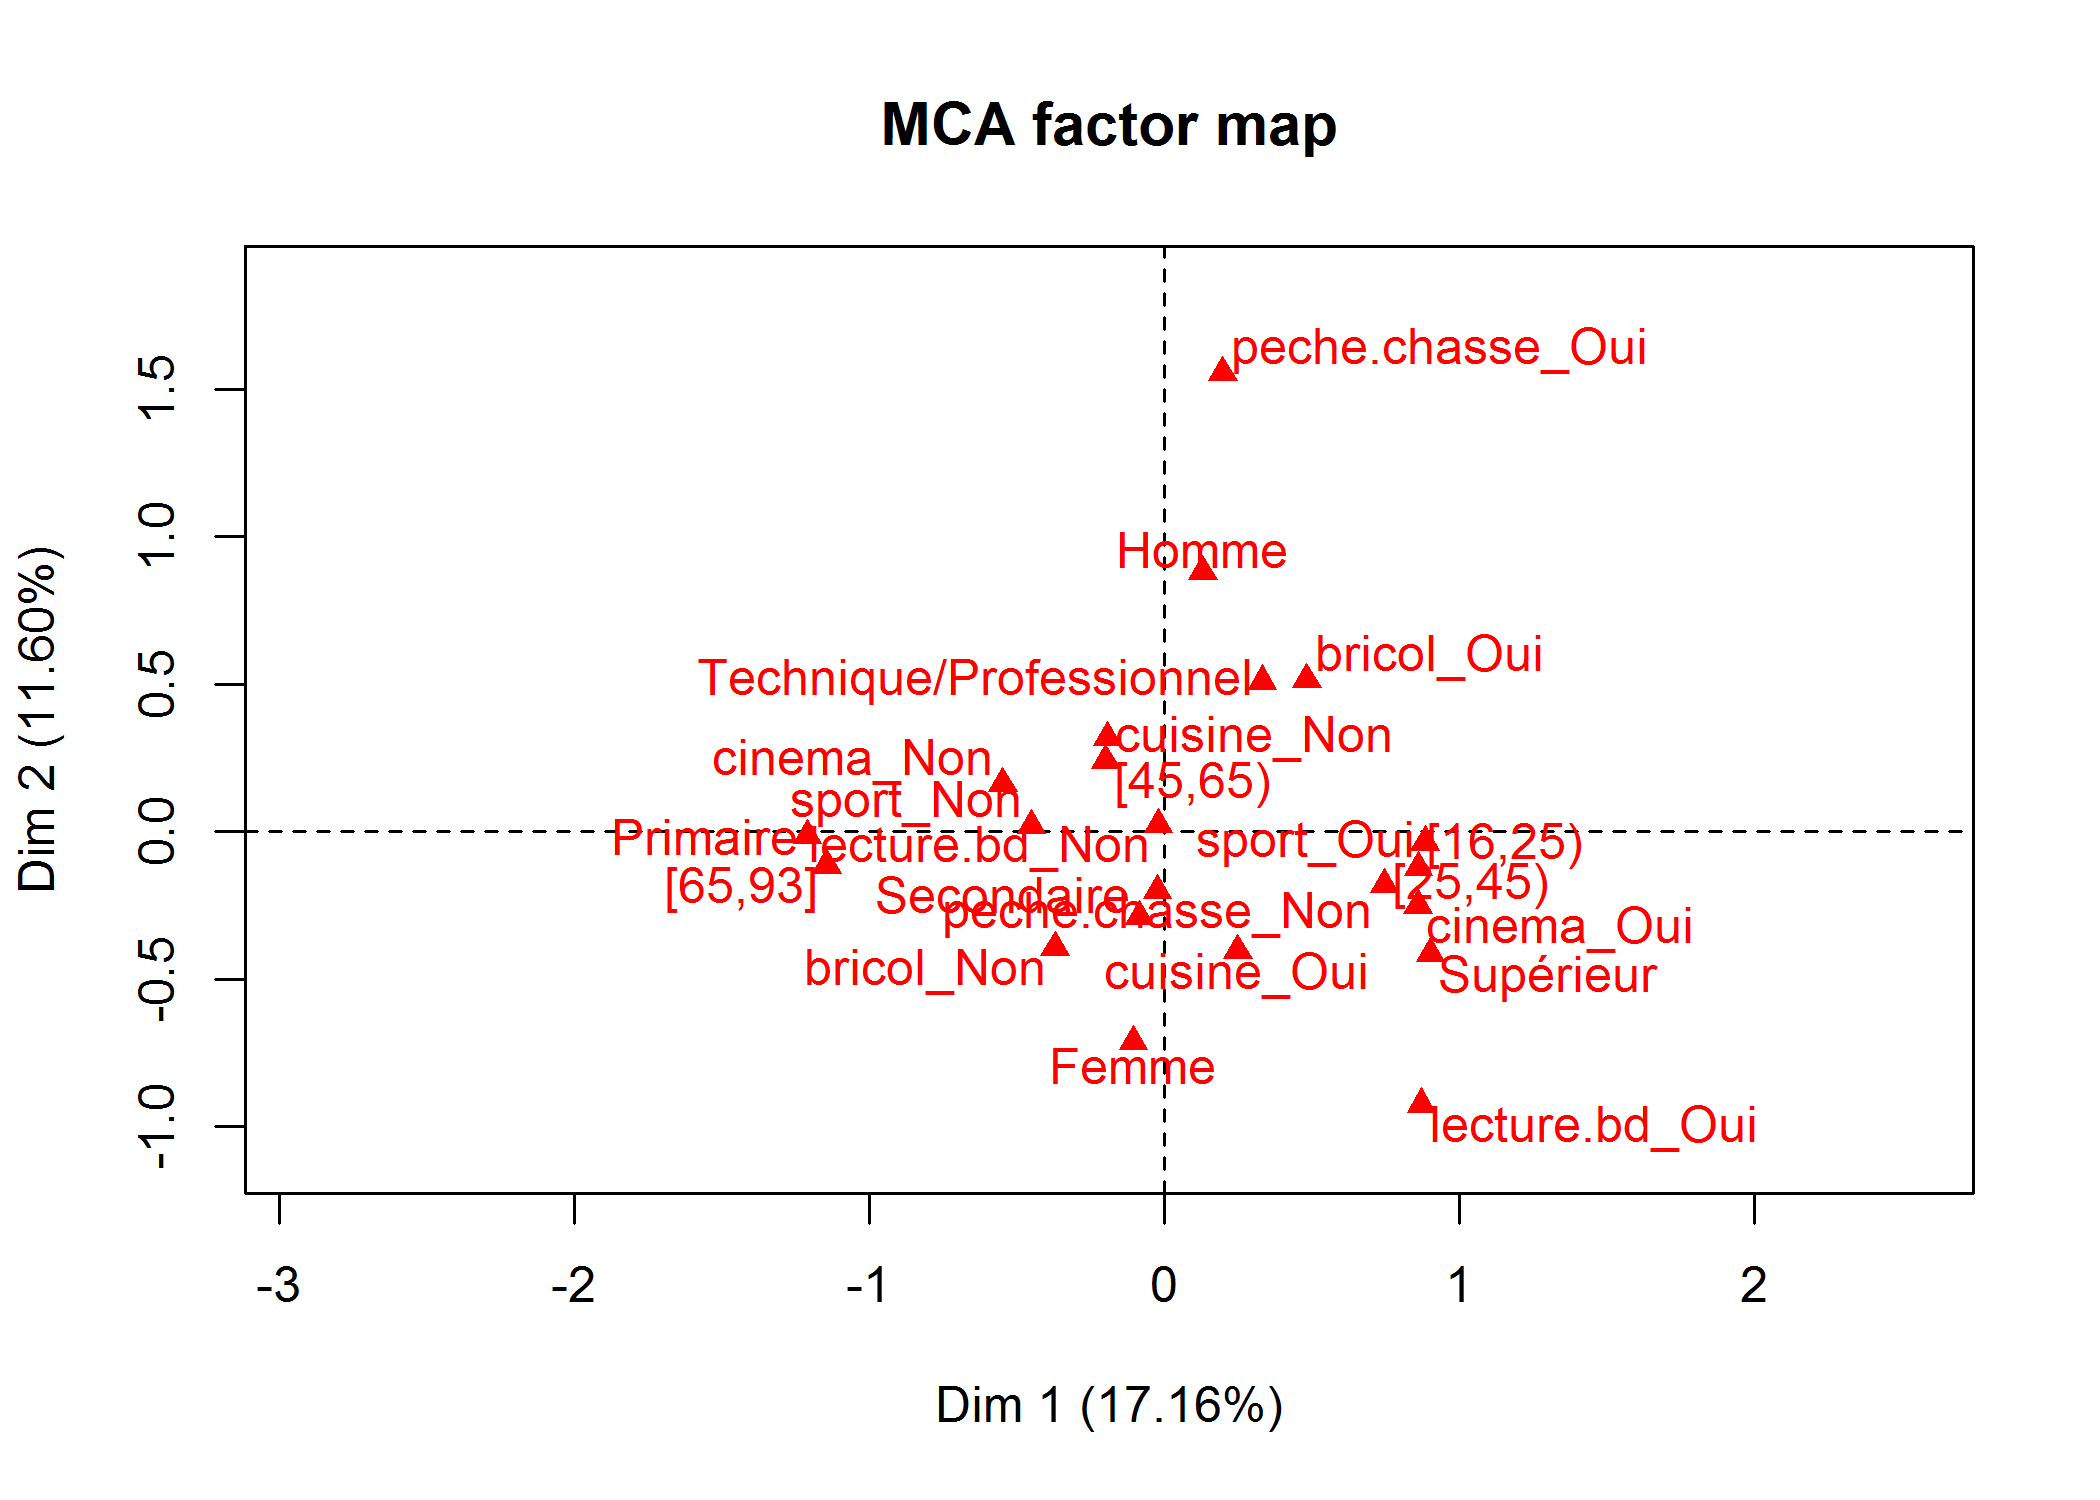 MCA factor map
Dim 2 (11.60%)
1.5
1.0
0.5
0.0
-0.5
-1.0
peche.chasse_Oui
Homme
bricol_Oui
Technique/Professionnel
cuisine_Non
cinema_Non
[45,65)
sport_Non
Primaire
lecture.bd_Non
sport_Oui
[16,25)
[65,93]
[25,45)
Secondaire
peche.chasse_Non
cinema_Oui
bricol_Non
cuisine_Oui
Supérieur
Femme
lecture.bd_Oui
-3 -2 -1 0 1 2
Dim 1 (17.16%)